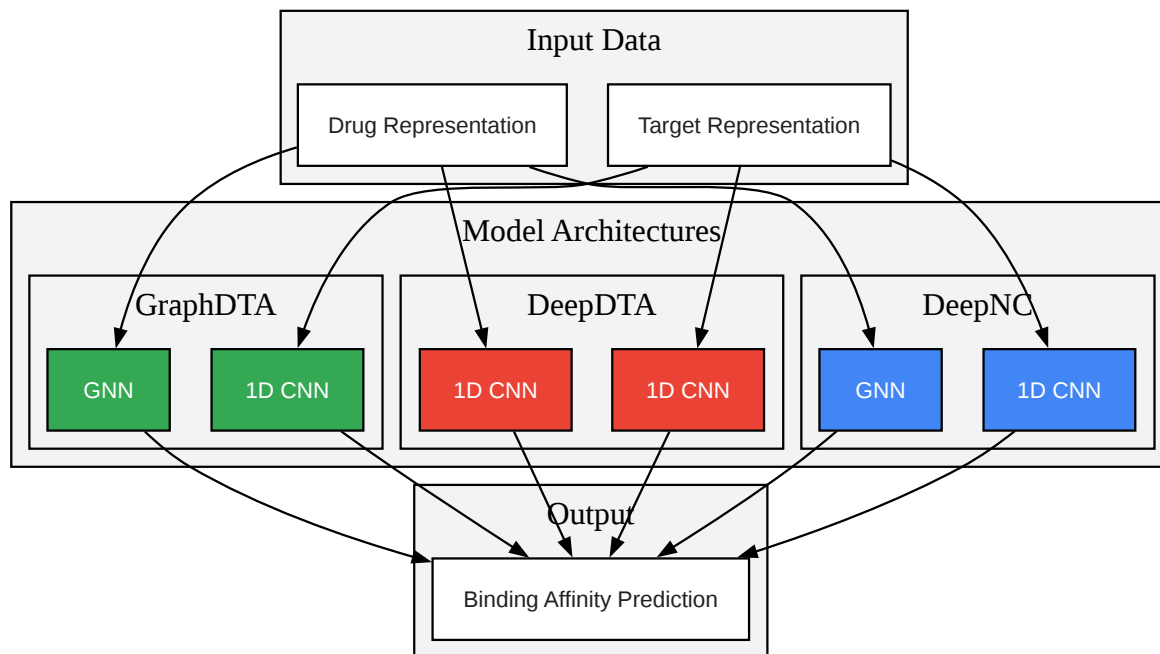 Input Data
Drug Representation
Target Representation
Model Architectures
GraphDTA
DeepDTA
DeepNC
GNN
1D CNN
1D CNN
1D CNN
GNN
1D CNN
Output
Binding Affinity Prediction